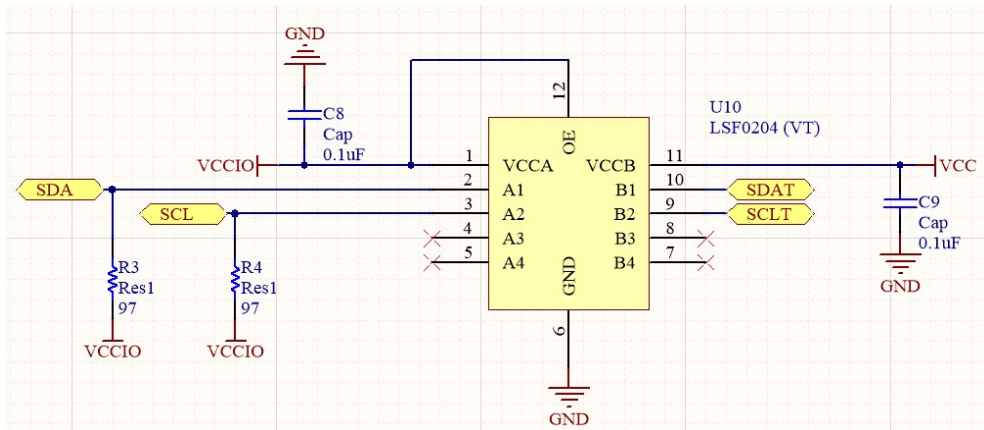 GND
C8
Cap
0.1uF
VCCIO
SDA
SCL
R3
Res1
97
VCCIO
R4
Res1
97
VCCIO
12
OE
1
VCCA
2
A1
3
A2
4
A3
5
A4
GND
6
GND
U10
LSF0204 (VT)
VCCB
11
B1
10
B2
9
B3
8
B4
7
SDAT
SCLT
VCC
C9
Cap
0.1uF
GND